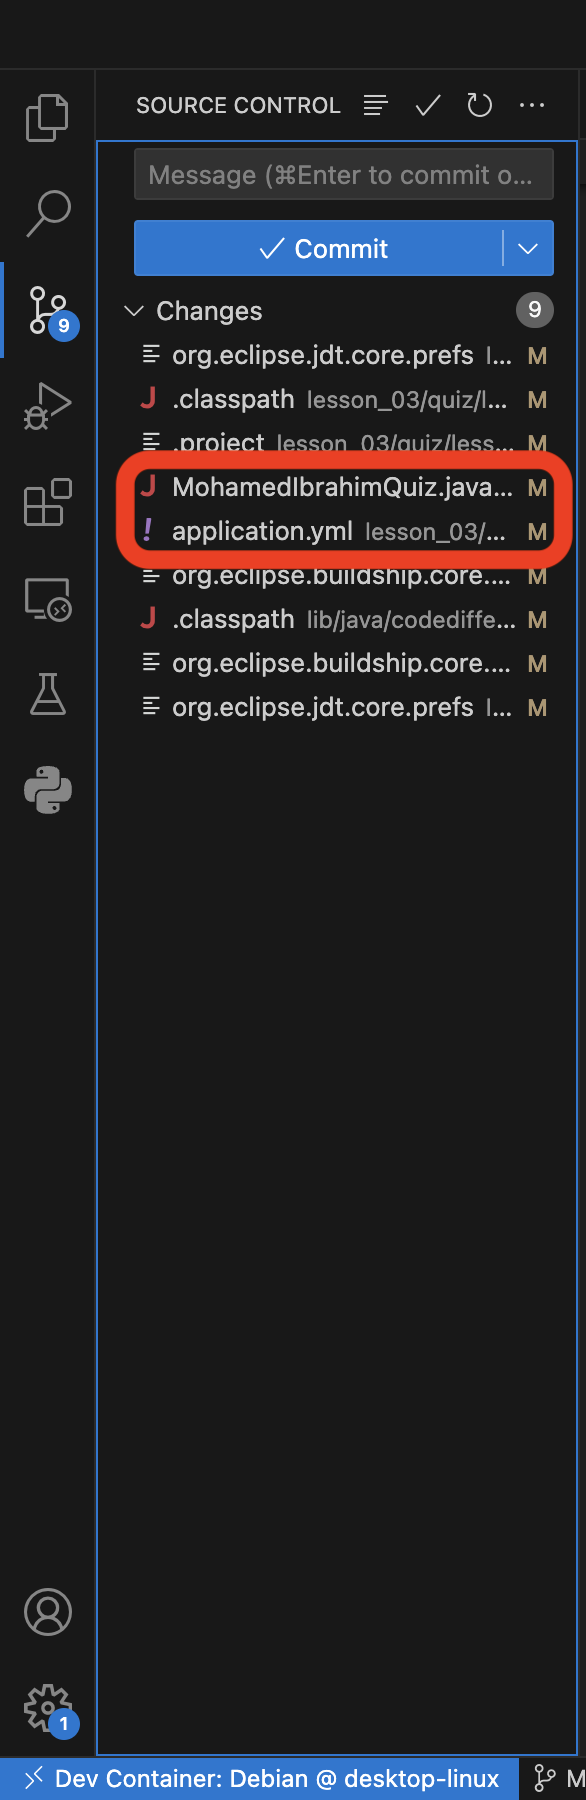 SOURCE CONTROL
Message (⌘Enter to commit o...
Commit
Changes 9
org.eclipse.jdt.core.prefs l... M
J .classpath lesson_03/quiz/l... M
.project lesson_03/quiz/less... M
J MohamedIbrahimQuiz.java... M
! application.yml lesson_03/... M
org.eclipse.buildship.core.... M
J .classpath lib/java/codediffe... M
org.eclipse.buildship.core.... M
org.eclipse.jdt.core.prefs l... M
9
1
Dev Container: Debian @ desktop-linux M